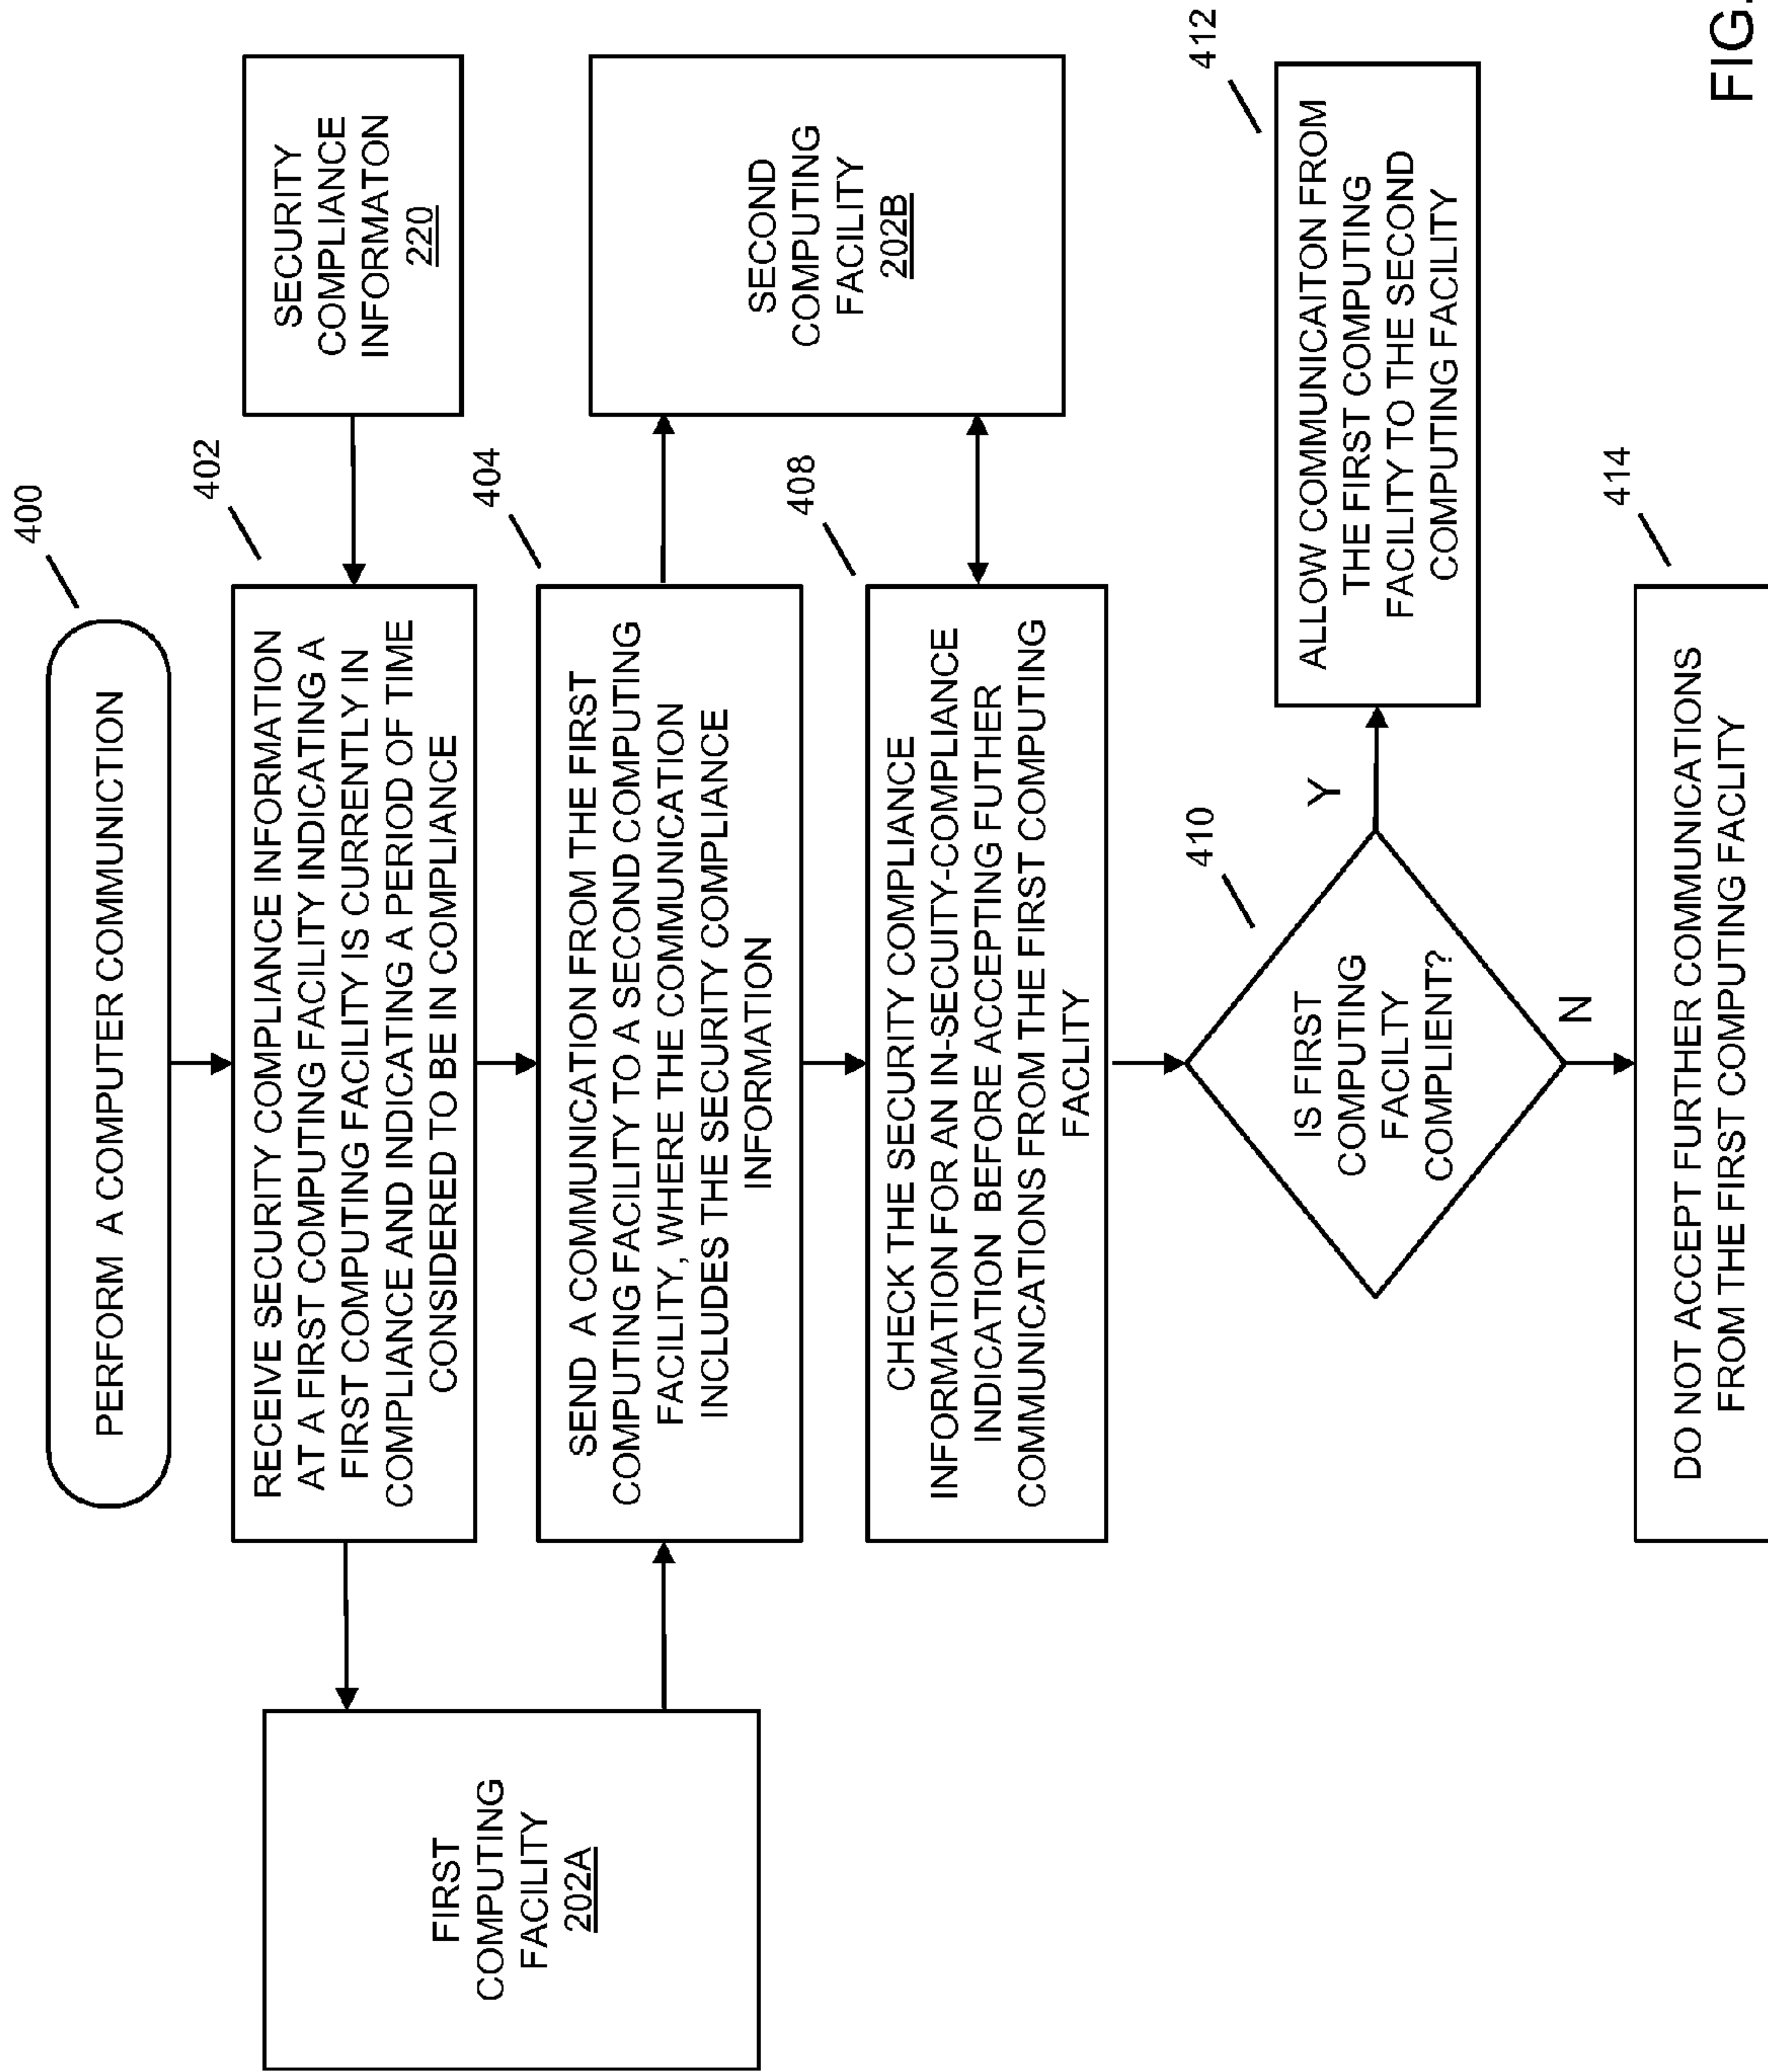 400
PERFORM A COMPUTER COMMUNICTION
402
RECEIVE SECURITY COMPLIANCE INFORMATION
AT A FIRST COMPUTING FACILITY INDICATING A
FIRST COMPUTING FACILITY IS CURRENTLY IN
COMPLIANCE AND INDICATING A PERIOD OF TIME
CONSIDERED TO BE IN COMPLIANCE
SECURITY
COMPLIANCE
INFORMATON
220
FIRST
COMPUTING
FACILITY
202A
404
SEND A COMMUNICATION FROM THE FIRST
COMPUTING FACILITY TO A SECOND COMPUTING
FACILITY, WHERE THE COMMUNICATION
INCLUDES THE SECURITY COMPLIANCE
INFORMATION
SECOND
COMPUTING
FACILITY
202B
408
CHECK THE SECURITY COMPLIANCE
INFORMATION FOR AN IN-SECUITY-COMPLIANCE
INDICATION BEFORE ACCEPTING FUTHER
COMMUNICATIONS FROM THE FIRST COMPUTING
FACLITY
410
IS FIRST
COMPUTING
FACILTY
COMPLIENT?
Y
N
412
ALLOW COMMUNICAITON FROM
THE FIRST COMPUTING
FACILITY TO THE SECOND
COMPUTING FACILITY
414
DO NOT ACCEPT FURTHER COMMUNICATIONS
FROM THE FIRST COMPUTING FACLITY
FIG.